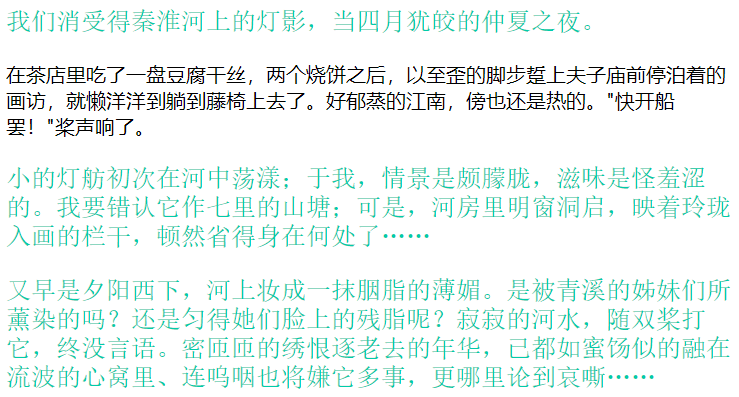 我们消受得秦淮河上的灯影，当四月犹皎的仲夏之夜。
在茶店里吃了一盘豆腐干丝，两个烧饼之后，以至歪的脚步踅上夫子庙前停泊着的
画访，就懒洋洋到躺到藤椅上去了。好郁蒸的江南，傍也还是热的。"快开船
罢！"桨声响了。
小的灯舫初次在河中荡漾；于我，情景是颇朦胧，滋味是怪羞涩
的。我要错认它作七里的山塘；可是，河房里明窗洞启，映着玲珑
入画的栏干，顿然省得身在何处了……
又早是夕阳西下，河上妆成一抹胭脂的薄媚。是被青溪的姊妹们所
薰染的吗？还是匀得她们脸上的残脂呢？寂寂的河水，随双桨打
它，终没言语。密匝匝的绣恨逐老去的年华，已都如蜜饧似的融在
流波的心窝里、连呜咽也将嫌它多事，更哪里论到哀嘶……